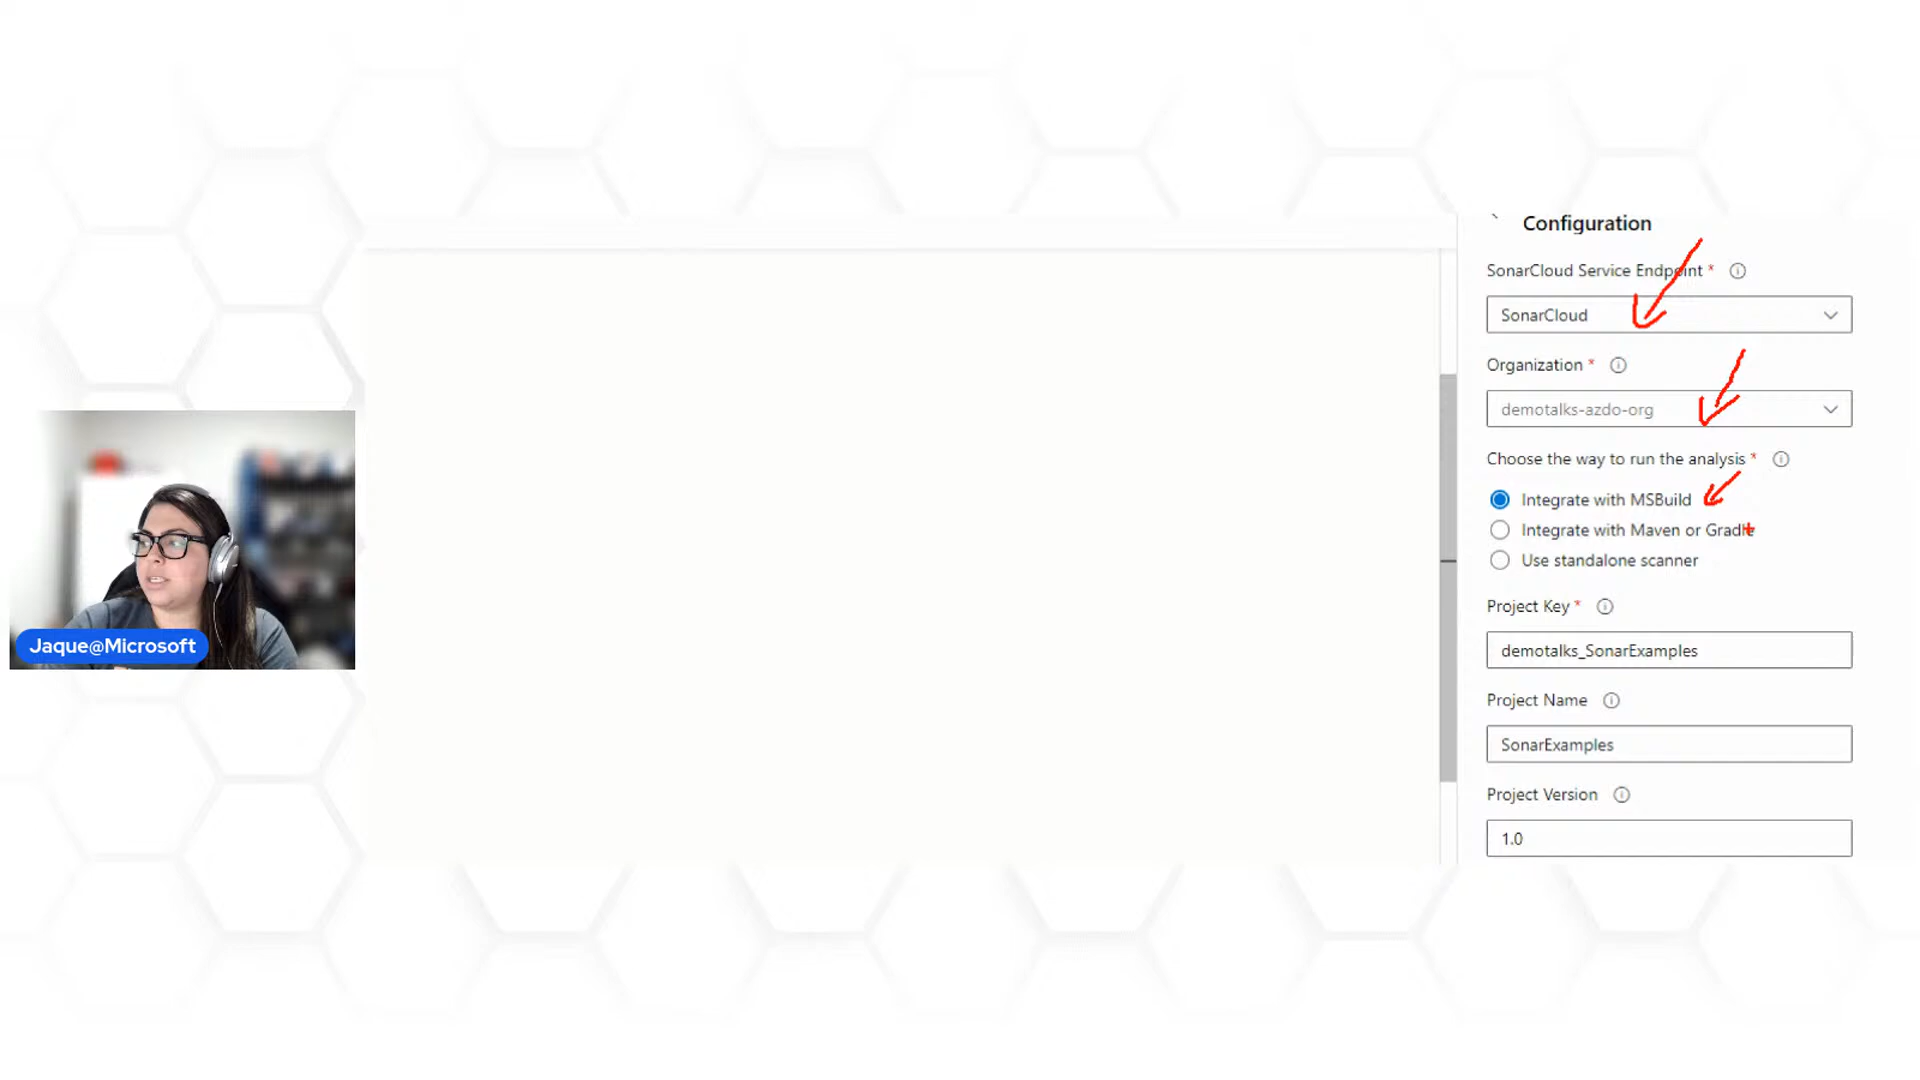 Configuration
SonarCloud Service Endpoint *
SonarCloud
Organization *
demotalks-azdo-org
Choose the way to run the analysis *
Integrate with MSBuild
Integrate with Maven or Gradle
Use standalone scanner
Project Key *
demotalks_SonarExamples
Project Name
SonarExamples
Project Version
1.0
Jaque@Microsoft